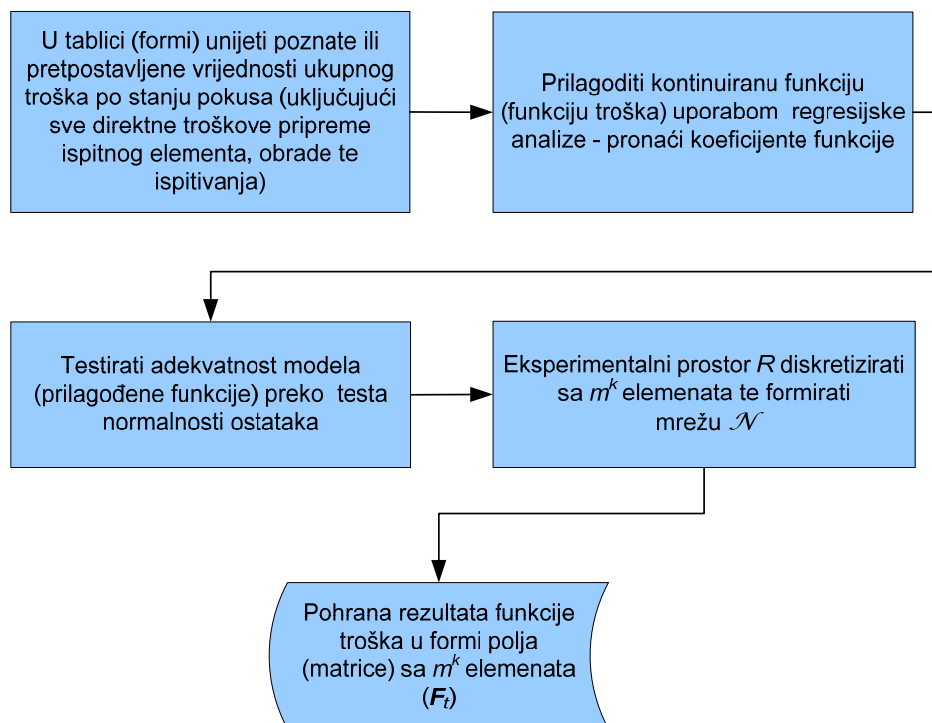 U tablici (formi) unijeti poznate ili
pretpostavljene vrijednosti ukupnog
troška po stanju pokusa (uključujući
sve direktne troškove pripreme
ispitnog elementa, obrade te
ispitivanja)
Prilagoditi kontinuiranu funkciju
(funkciju troška) uporabom regresijske
analize - pronaći koeficijente funkcije
Testirati adekvatnost modela
(prilagođene funkcije) preko testa
normalnosti ostataka
Eksperimentalni prostor R diskretizirati
sa m^k elemenata te formirati
mrežu 𝒩
Pohrana rezultata funkcije
troška u formi polja
(matrice) sa m^k elemenata
(F_t)